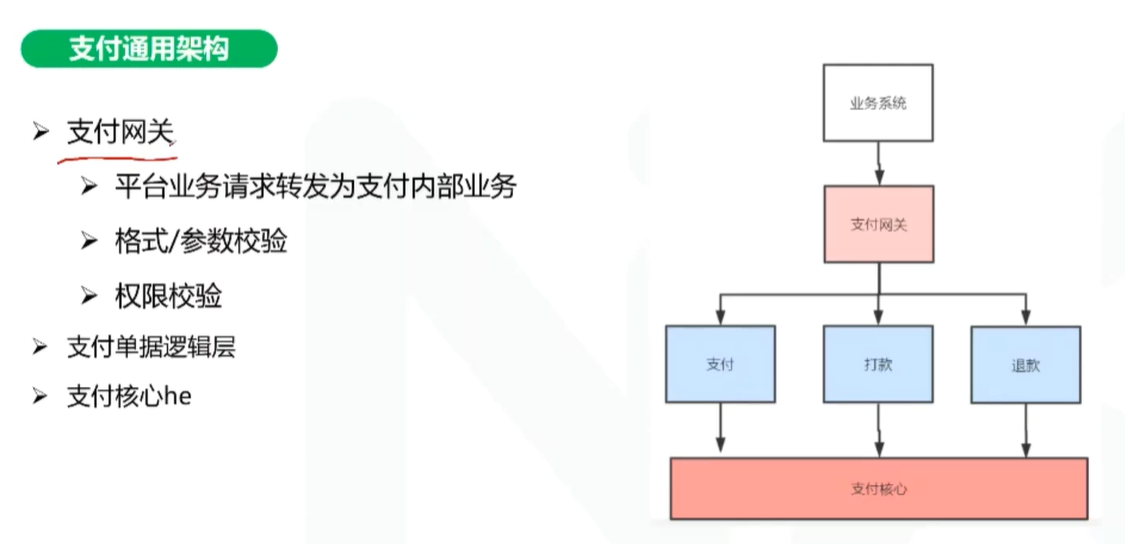 支付通用架构
支付网关
平台业务请求转发为支付内部业务
格式/参数校验
权限校验
支付单据逻辑层
支付核心he
业务系统
支付网关
支付
打款
退款
支付核心